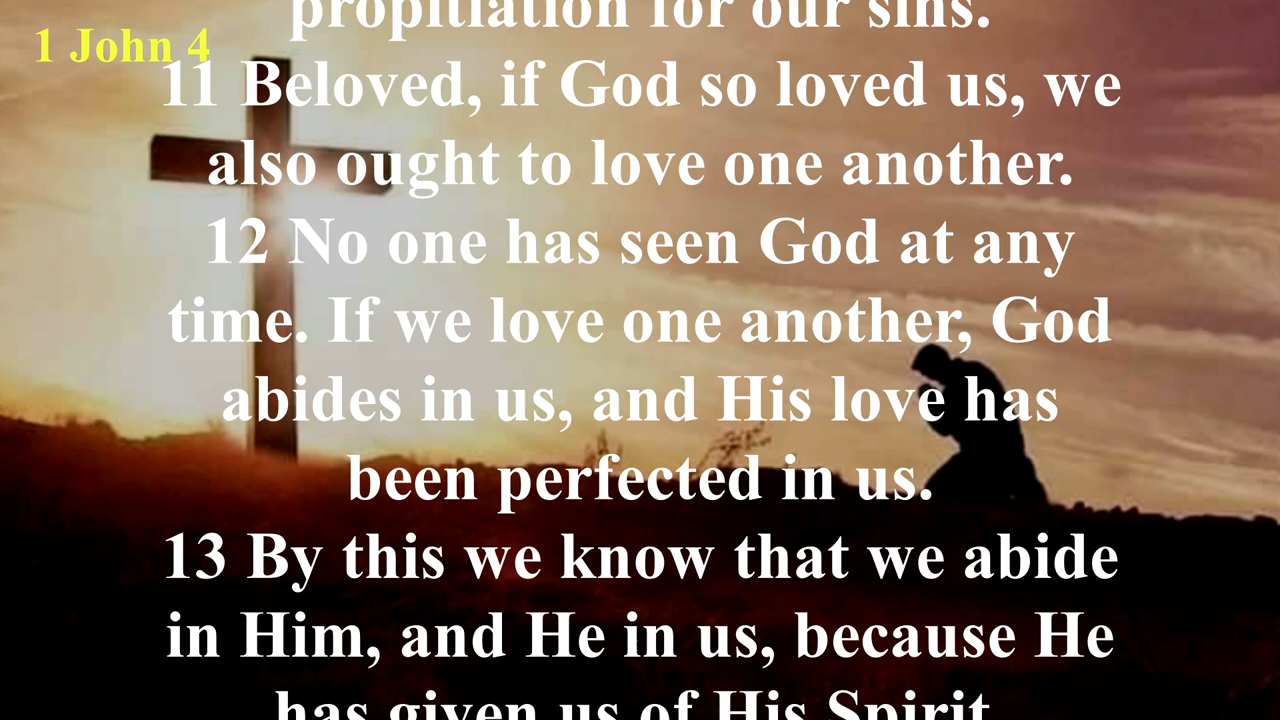 propitiation for our sins.
1 John 4
11 Beloved, if God so loved us, we
also ought to love one another.
12 No one has seen God at any
time. If we love one another, God
abides in us, and His love has
been perfected in us.
13 By this we know that we abide
in Him, and He in us, because He
has given us of His Spirit